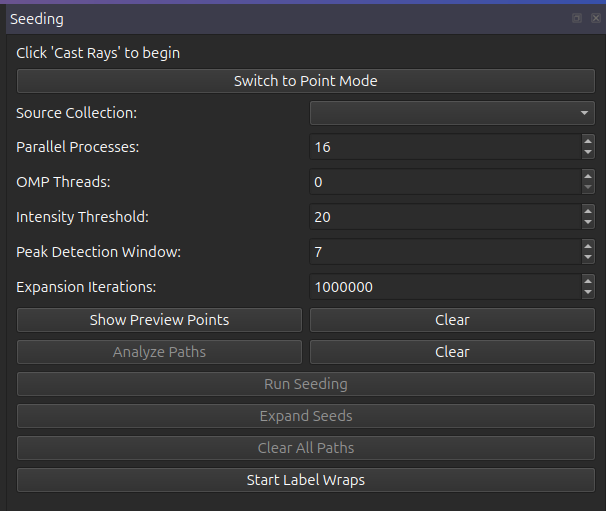 Seeding
Click 'Cast Rays' to begin
Switch to Point Mode
Source Collection:
Parallel Processes: 16
OMP Threads: 0
Intensity Threshold: 20
Peak Detection Window: 7
Expansion Iterations: 1000000
Show Preview Points Clear
Analyze Paths Clear
Run Seeding
Expand Seeds
Clear All Paths
Start Label Wraps